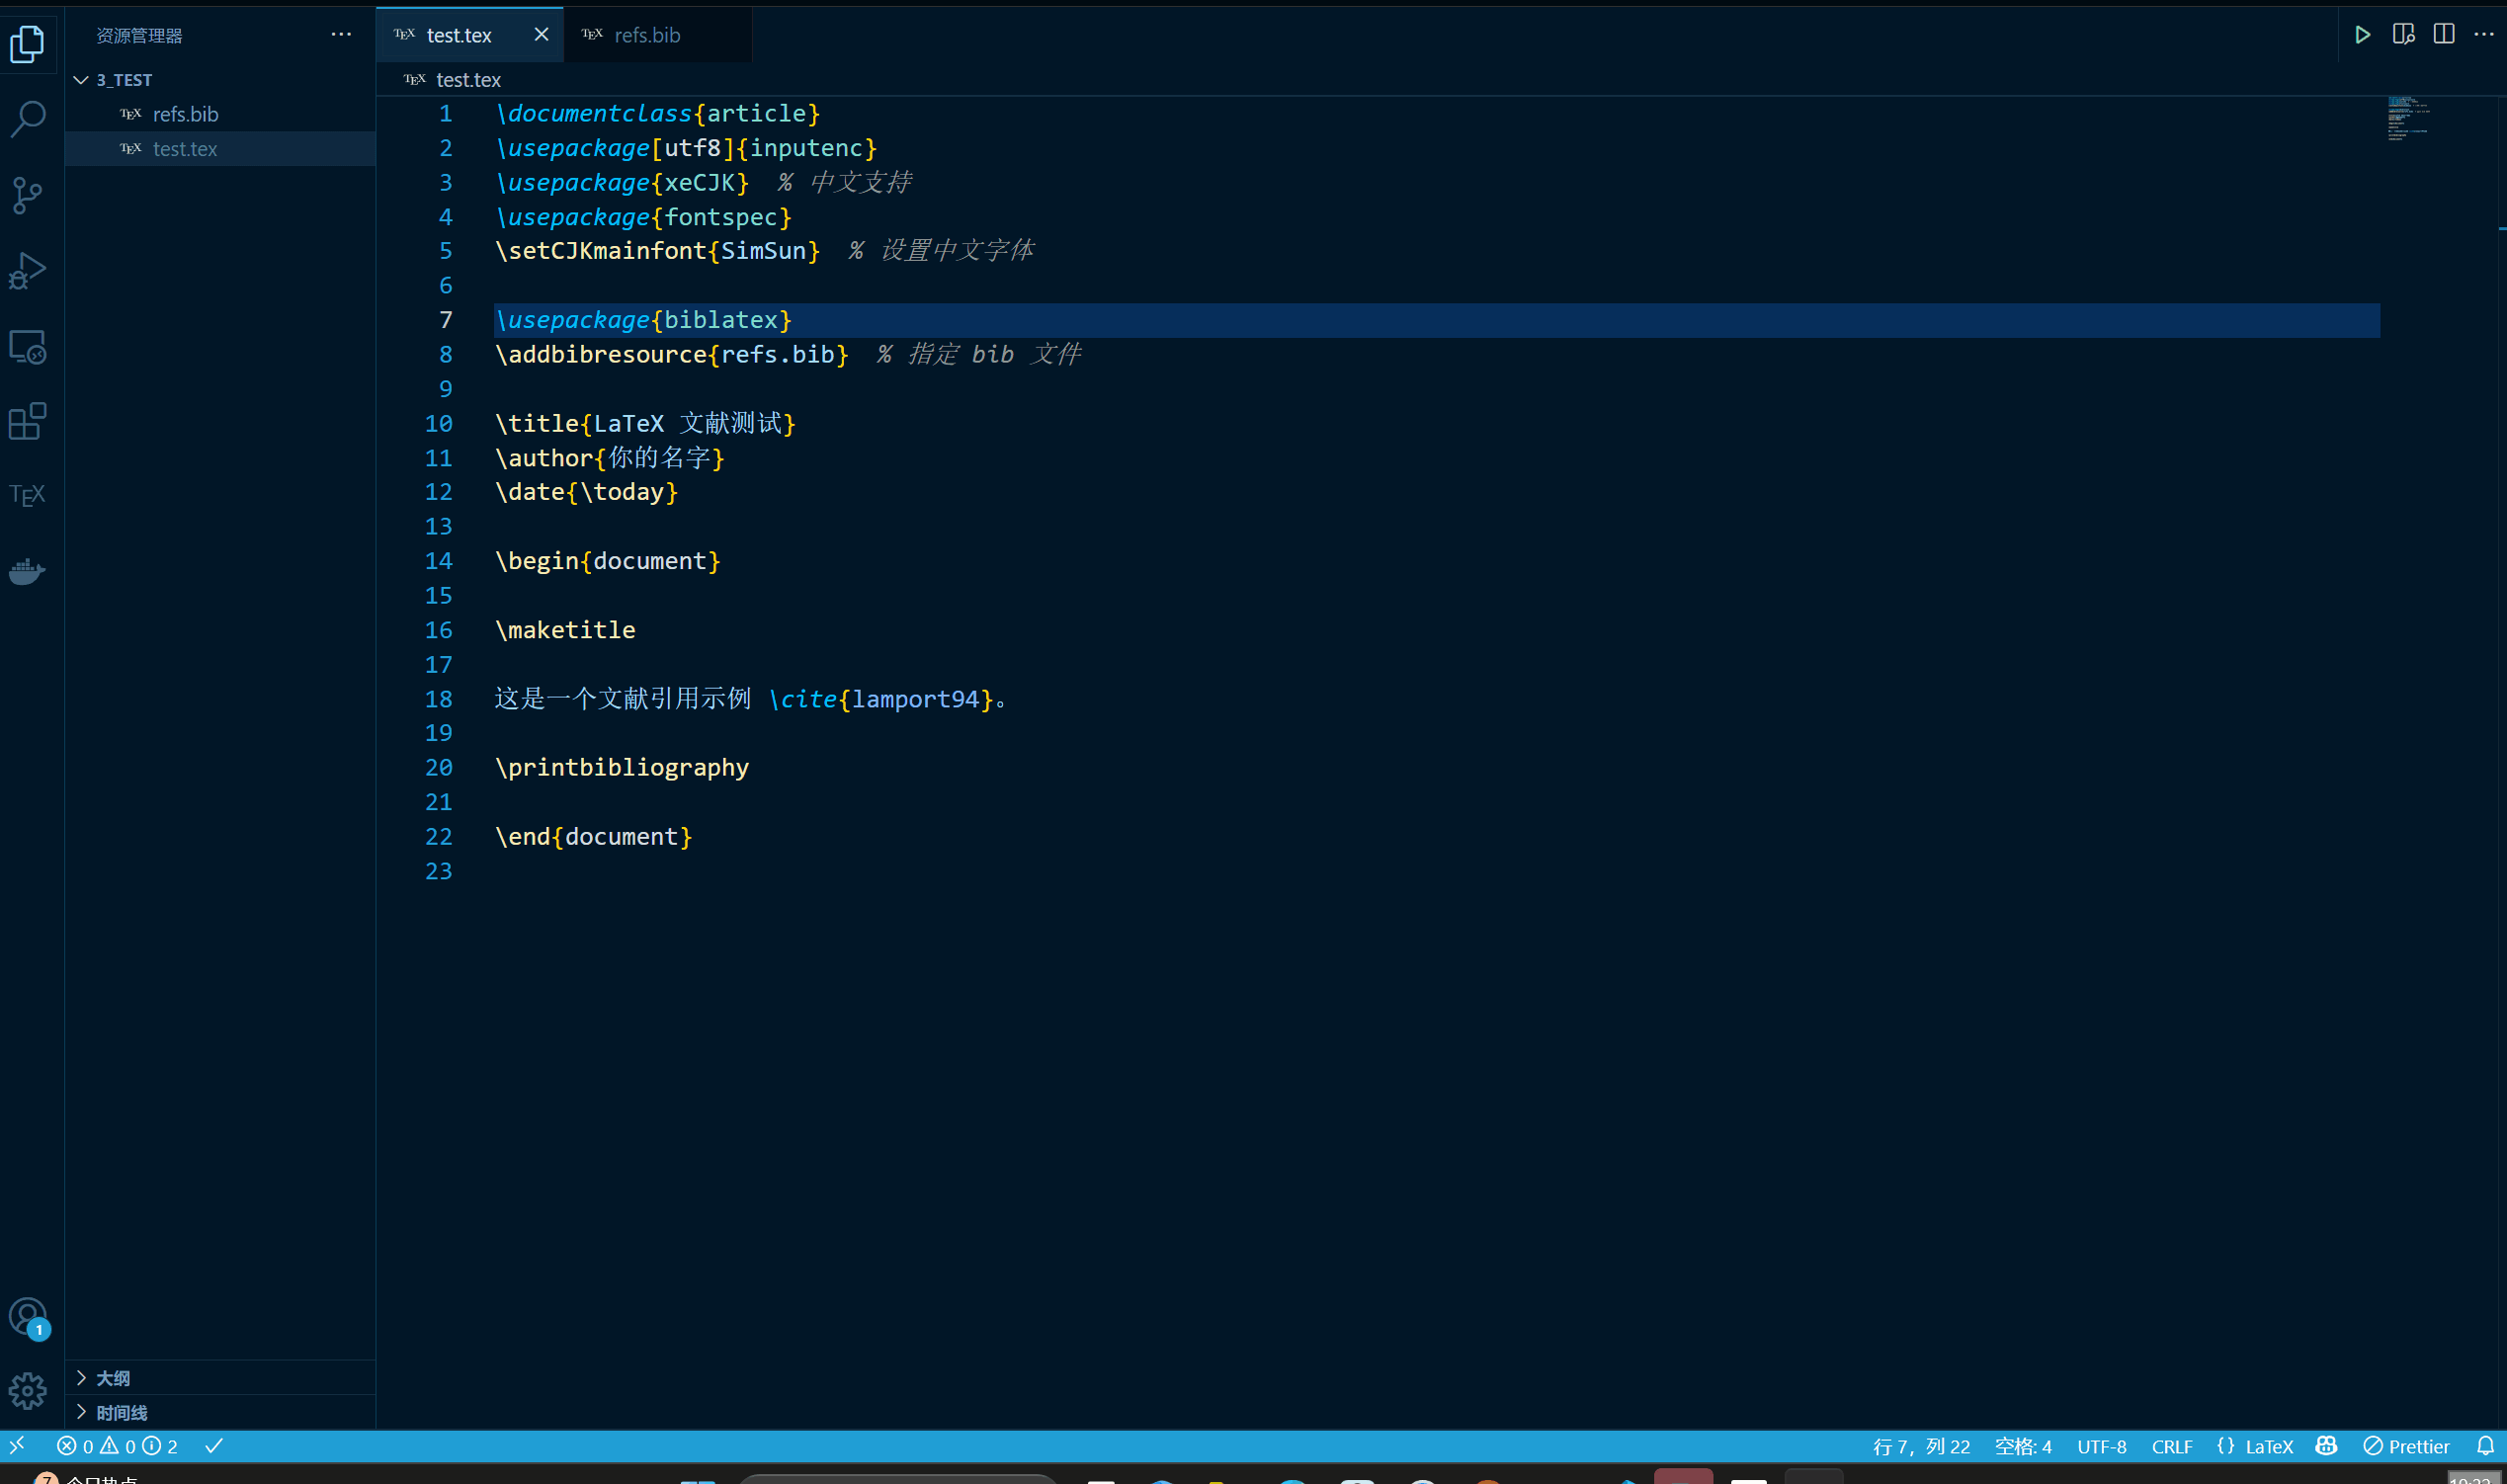 资源管理器
TEX test.tex
TEX refs.bib
3_TEST
TEX refs.bib
TEX test.tex
TEX test.tex
1 \documentclass{article}
2 \usepackage[utf8]{inputenc}
3 \usepackage{xeCJK}  % 中文支持
4 \usepackage{fontspec}
5 \setCJKmainfont{SimSun}  % 设置中文字体
6
7 \usepackage{biblatex}
8 \addbibresource{refs.bib}  % 指定 bib 文件
9
10 \title{LaTeX 文献测试}
11 \author{你的名字}
12 \date{\today}
13
14 \begin{document}
15
16 \maketitle
17
18 这是一个文献引用示例 \cite{lamport94}。
19
20 \printbibliography
21
22 \end{document}
23
TEX
1
大纲
时间线
0 0 2
行 7，列 22 空格: 4 UTF-8 CRLF {} LaTeX Prettier
7